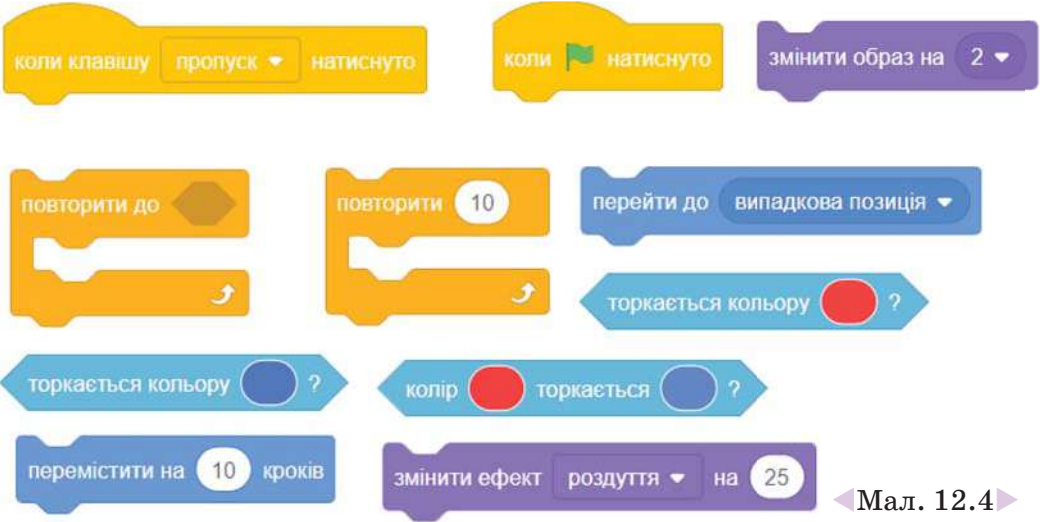 коли клавішу пропуск натиснуто
коли натиснуто
змінити образ на 2
повторити до
повторити 10
перейти до випадкова позиція
торкається кольору ?
торкається кольору ?
колір торкається ?
перемістити на 10 кроків
змінити ефект роздуття на 25
Мал. 12.4